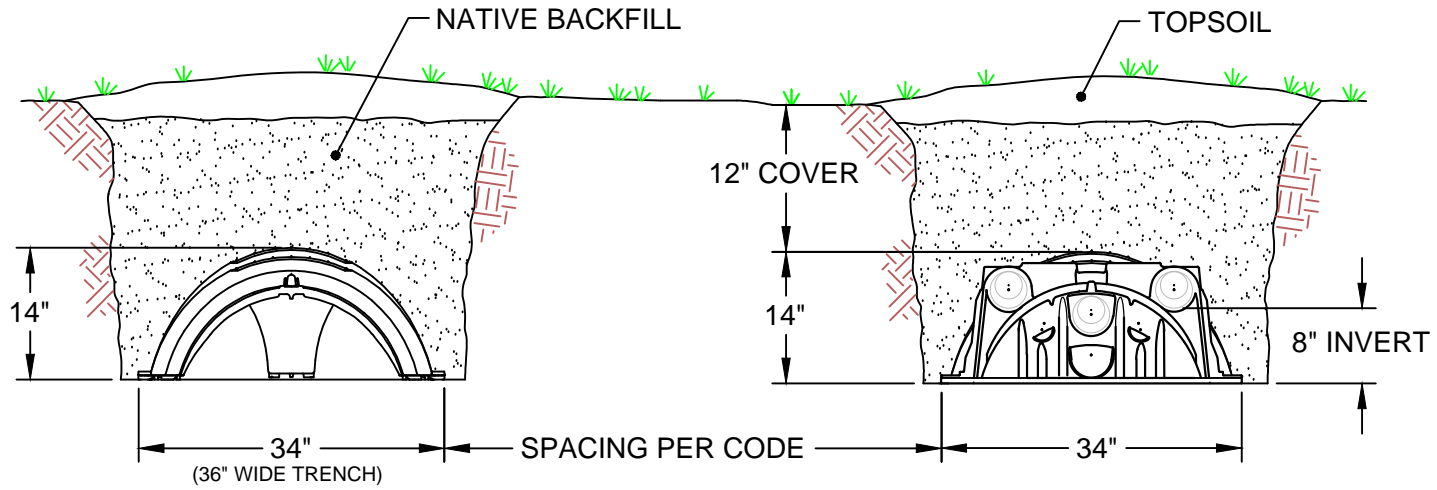 NATIVE BACKFILL
TOPSOIL
12" COVER
14"
14"
8" INVERT
34"
SPACING PER CODE
34"
(36" WIDE TRENCH)